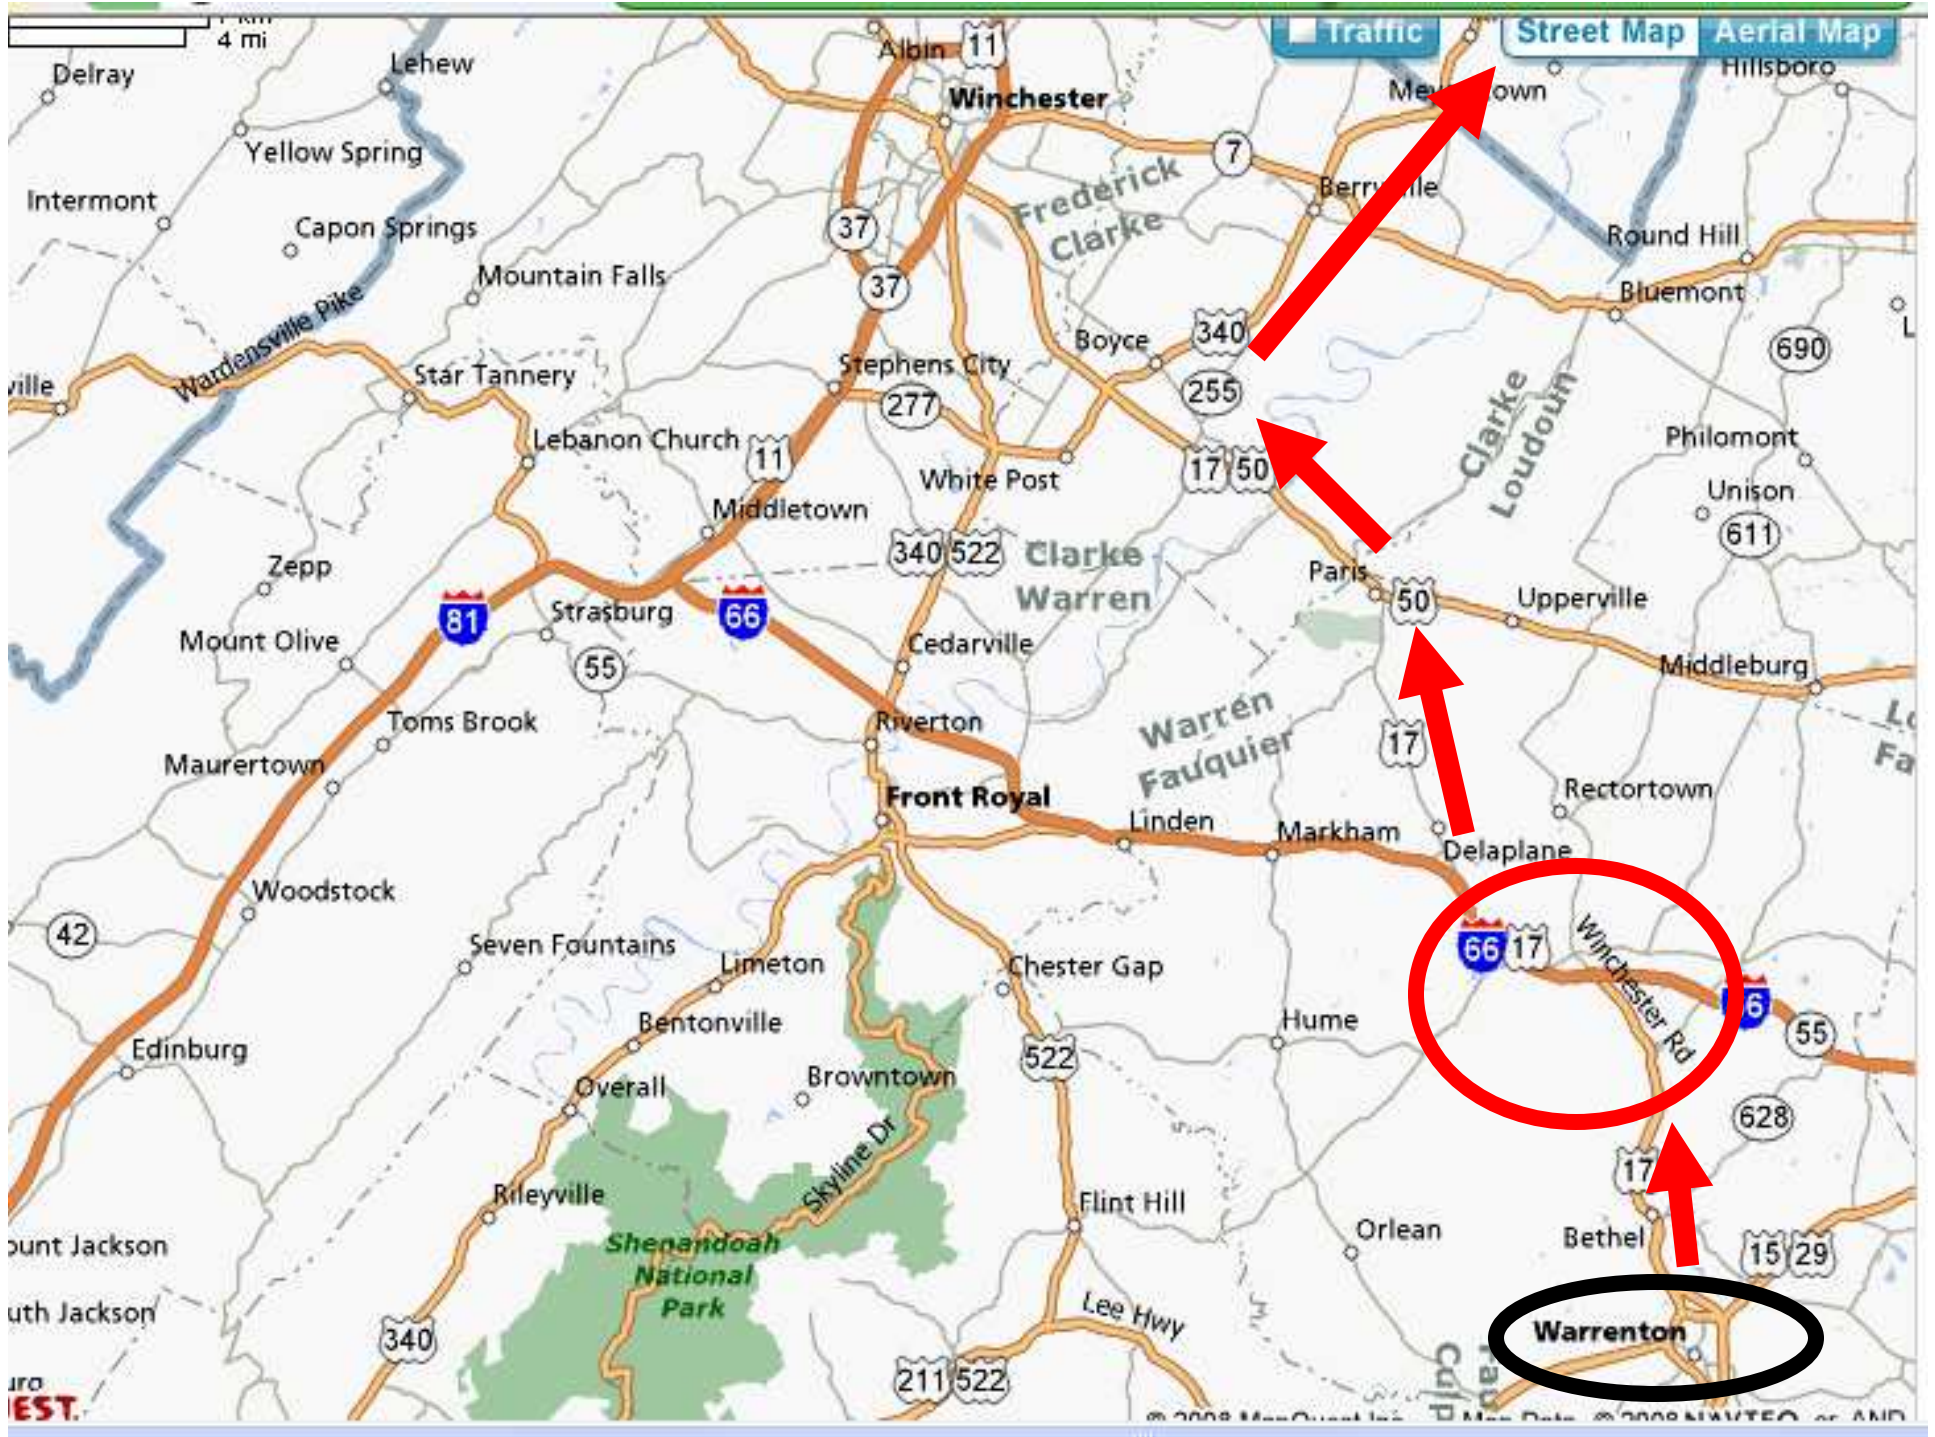 4 mi
Traffic
Street Map
Aerial Map
Delray
Lehew
Albin
11
Winchester
Hillsboro
Yellow Spring
7
Intermont
Capon Springs
37
Frederick
Clarke
Round Hill
Mountain Falls
37
Bluemont
Wardensville Pike
Boyce
340
690
Star Tannery
Stephens City
255
ville
277
Clarke
Loudoun
Lebanon Church
11
White Post
17
50
Philomont
Middletown
Unison
611
Zepp
340
522
Clarke
Warren
Paris
50
Upperville
81
Strasburg
66
Mount Olive
55
Cedarville
Middleburg
Toms Brook
Riverton
Warren
Fauquier
17
Maurertown
Front Royal
Linden
Markham
Rectortown
Delaplane
Woodstock
42
Seven Fountains
Limeton
Chester Gap
66
17
Winchester Rd
Edinburg
Bentonville
522
Hume
55
Overall
Browntown
628
Skyline Dr
17
Rileyville
Flint Hill
Orlean
Bethel
15
29
ount Jackson
Shenandoah
National
Park
uth Jackson
340
Lee Hwy
Warrenton
211
522
EST.